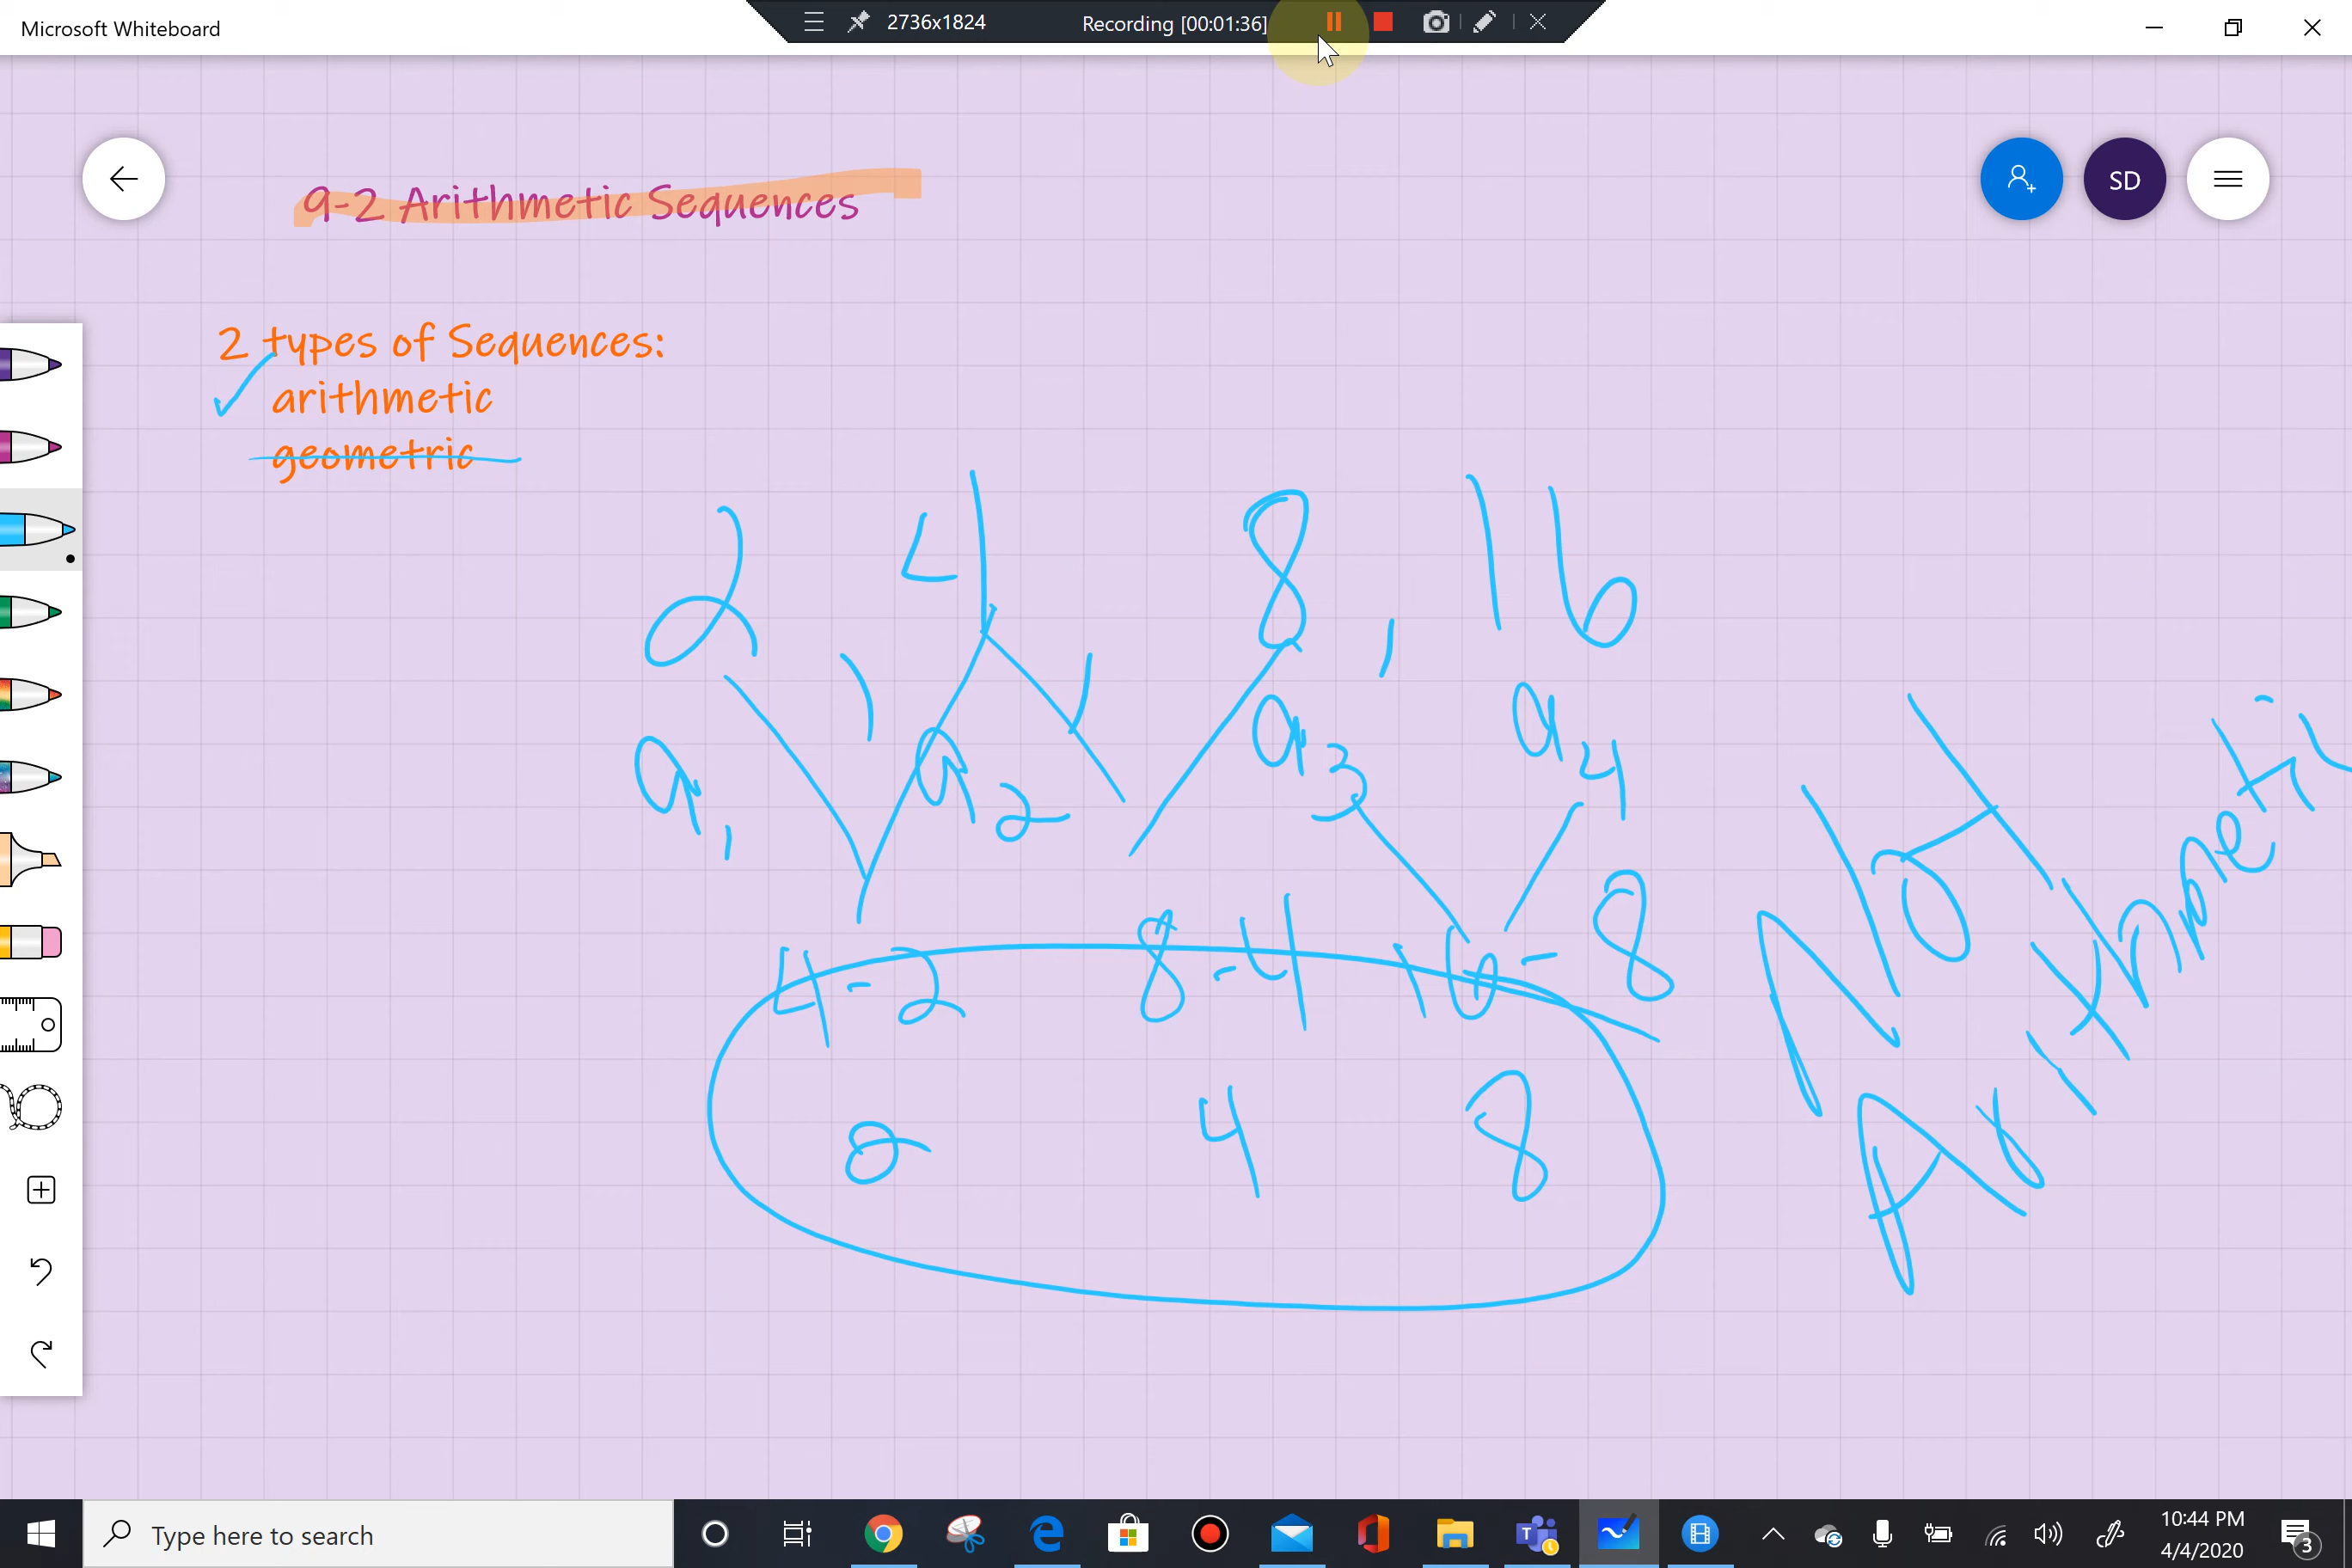 Microsoft Whiteboard
2736x1824
Recording [00:01:36]
9-2 Arithmetic Sequences
SD
2 types of Sequences:
arithmetic
geometric
2, 4, 8, 16
a1 a2 a3 a4
4-2 8-4 16-8
2 4 8
Not
Arithmetic
Type here to search
10:44 PM
4/4/2020
3